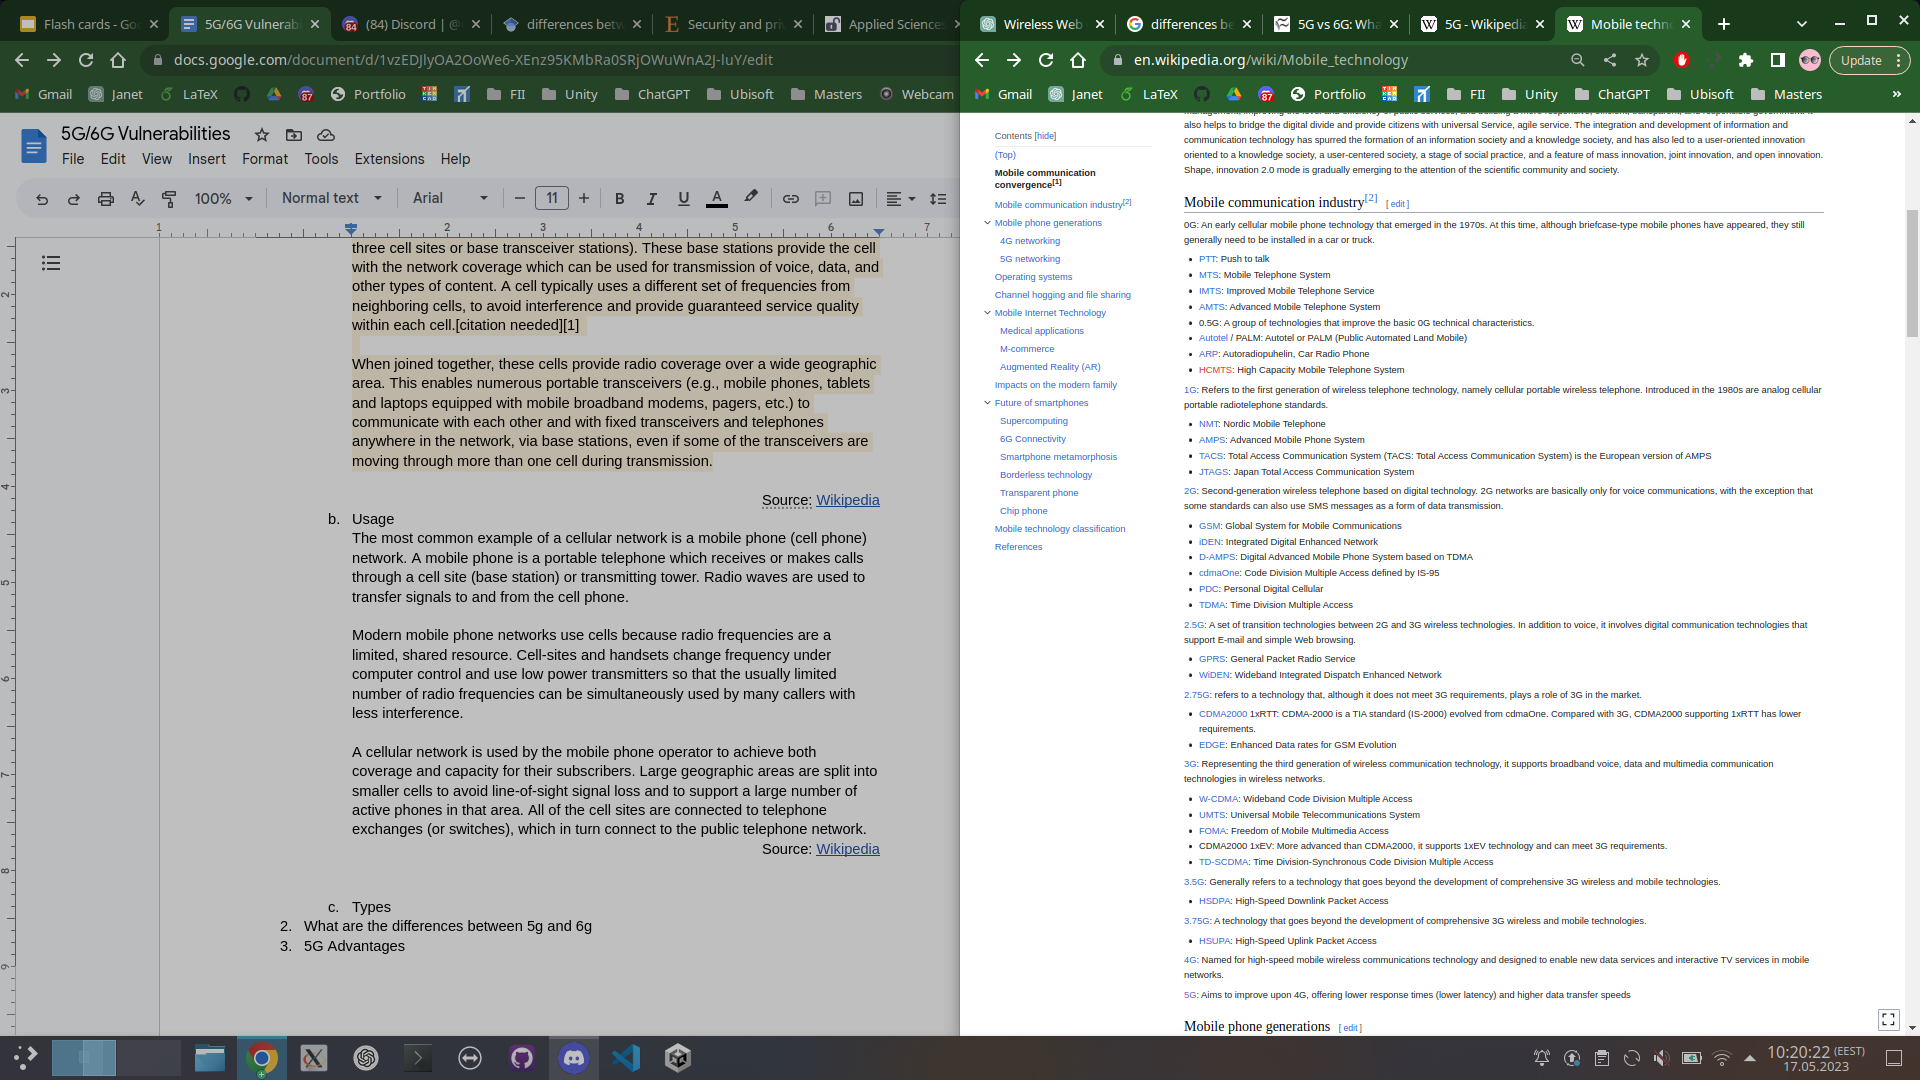 Flash cards - Go
5G/6G Vulnerabi
(84) Discord | @
differences betw
Security and pri
Applied Sciences
docs.google.com/document/d/1vzEDJlyOA2OoWe6-XEnz95KMbRa0SRjOWuWnA2J-luY/edit
Gmail
Janet
LaTeX
87
Portfolio
FII
Unity
ChatGPT
Ubisoft
Masters
Webcam
5G/6G Vulnerabilities
File Edit View Insert Format Tools Extensions Help
100% Normal text Arial 11
1 2 3 4 5 6 7
three cell sites or base transceiver stations). These base stations provide the cell
with the network coverage which can be used for transmission of voice, data, and
other types of content. A cell typically uses a different set of frequencies from
neighboring cells, to avoid interference and provide guaranteed service quality
within each cell.[citation needed][1]
When joined together, these cells provide radio coverage over a wide geographic
area. This enables numerous portable transceivers (e.g., mobile phones, tablets
and laptops equipped with mobile broadband modems, pagers, etc.) to
communicate with each other and with fixed transceivers and telephones
anywhere in the network, via base stations, even if some of the transceivers are
moving through more than one cell during transmission.
Source: Wikipedia
b. Usage
The most common example of a cellular network is a mobile phone (cell phone)
network. A mobile phone is a portable telephone which receives or makes calls
through a cell site (base station) or transmitting tower. Radio waves are used to
transfer signals to and from the cell phone.
Modern mobile phone networks use cells because radio frequencies are a
limited, shared resource. Cell-sites and handsets change frequency under
computer control and use low power transmitters so that the usually limited
number of radio frequencies can be simultaneously used by many callers with
less interference.
A cellular network is used by the mobile phone operator to achieve both
coverage and capacity for their subscribers. Large geographic areas are split into
smaller cells to avoid line-of-sight signal loss and to support a large number of
active phones in that area. All of the cell sites are connected to telephone
exchanges (or switches), which in turn connect to the public telephone network.
Source: Wikipedia
c. Types
2. What are the differences between 5g and 6g
3. 5G Advantages
Wireless Web
differences be
5G vs 6G: Wha
5G - Wikipedia
Mobile techn
en.wikipedia.org/wiki/Mobile_technology
Update
Gmail
Janet
LaTeX
87
Portfolio
FII
Unity
ChatGPT
Ubisoft
Masters
»
Contents [hide]
(Top)
Mobile communication
convergence[1]
Mobile communication industry[2]
Mobile phone generations
4G networking
5G networking
Operating systems
Channel hogging and file sharing
Mobile Internet Technology
Medical applications
M-commerce
Augmented Reality (AR)
Impacts on the modern family
Future of smartphones
Supercomputing
6G Connectivity
Smartphone metamorphosis
Borderless technology
Transparent phone
Chip phone
Mobile technology classification
References
also helps to bridge the digital divide and provide citizens with universal Service, agile service. The integration and development of information and
communication technology has spurred the formation of an information society and a knowledge society, and has also led to a user-oriented innovation
oriented to a knowledge society, a user-centered society, a stage of social practice, and a feature of mass innovation, joint innovation, and open innovation.
Shape, innovation 2.0 mode is gradually emerging to the attention of the scientific community and society.
Mobile communication industry[2] [ edit ]
0G: An early cellular mobile phone technology that emerged in the 1970s. At this time, although briefcase-type mobile phones have appeared, they still
generally need to be installed in a car or truck.
PTT: Push to talk
MTS: Mobile Telephone System
IMTS: Improved Mobile Telephone Service
AMTS: Advanced Mobile Telephone System
0.5G: A group of technologies that improve the basic 0G technical characteristics.
Autotel / PALM: Autotel or PALM (Public Automated Land Mobile)
ARP: Autoradiopuhelin, Car Radio Phone
HCMTS: High Capacity Mobile Telephone System
1G: Refers to the first generation of wireless telephone technology, namely cellular portable wireless telephone. Introduced in the 1980s are analog cellular
portable radiotelephone standards.
NMT: Nordic Mobile Telephone
AMPS: Advanced Mobile Phone System
TACS: Total Access Communication System (TACS: Total Access Communication System) is the European version of AMPS
JTAGS: Japan Total Access Communication System
2G: Second-generation wireless telephone based on digital technology. 2G networks are basically only for voice communications, with the exception that
some standards can also use SMS messages as a form of data transmission.
GSM: Global System for Mobile Communications
iDEN: Integrated Digital Enhanced Network
D-AMPS: Digital Advanced Mobile Phone System based on TDMA
cdmaOne: Code Division Multiple Access defined by IS-95
PDC: Personal Digital Cellular
TDMA: Time Division Multiple Access
2.5G: A set of transition technologies between 2G and 3G wireless technologies. In addition to voice, it involves digital communication technologies that
support E-mail and simple Web browsing.
GPRS: General Packet Radio Service
WiDEN: Wideband Integrated Dispatch Enhanced Network
2.75G: refers to a technology that, although it does not meet 3G requirements, plays a role of 3G in the market.
CDMA2000 1xRTT: CDMA-2000 is a TIA standard (IS-2000) evolved from cdmaOne. Compared with 3G, CDMA2000 supporting 1xRTT has lower
requirements.
EDGE: Enhanced Data rates for GSM Evolution
3G: Representing the third generation of wireless communication technology, it supports broadband voice, data and multimedia communication
technologies in wireless networks.
W-CDMA: Wideband Code Division Multiple Access
UMTS: Universal Mobile Telecommunications System
FOMA: Freedom of Mobile Multimedia Access
CDMA2000 1xEV: More advanced than CDMA2000, it supports 1xEV technology and can meet 3G requirements.
TD-SCDMA: Time Division-Synchronous Code Division Multiple Access
3.5G: Generally refers to a technology that goes beyond the development of comprehensive 3G wireless and mobile technologies.
HSDPA: High-Speed Downlink Packet Access
3.75G: A technology that goes beyond the development of comprehensive 3G wireless and mobile technologies.
HSUPA: High-Speed Uplink Packet Access
4G: Named for high-speed mobile wireless communications technology and designed to enable new data services and interactive TV services in mobile
networks.
5G: Aims to improve upon 4G, offering lower response times (lower latency) and higher data transfer speeds
Mobile phone generations [ edit ]
10:20:22 (EEST)
17.05.2023